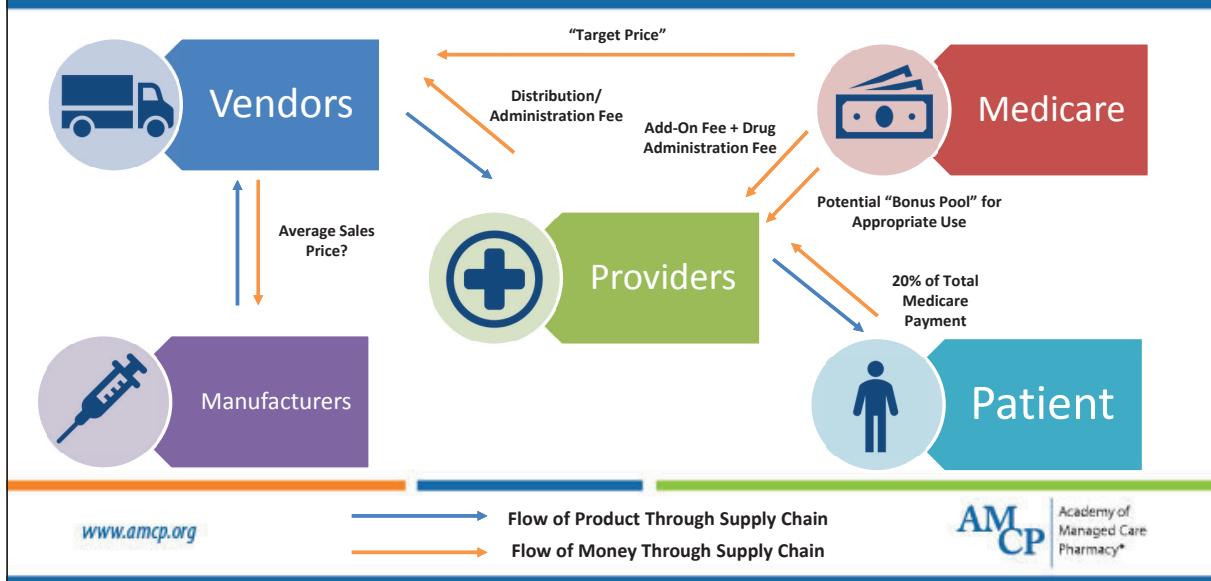 “Target Price”
Vendors
Medicare
Distribution/
Administration Fee
Add-On Fee + Drug
Administration Fee
Potential “Bonus Pool” for
Appropriate Use
Average Sales
Price?
Providers
20% of Total
Medicare
Payment
Manufacturers
Patient
www.amcp.org
Flow of Product Through Supply Chain
Flow of Money Through Supply Chain
AMCP
Academy of
Managed Care
Pharmacy®